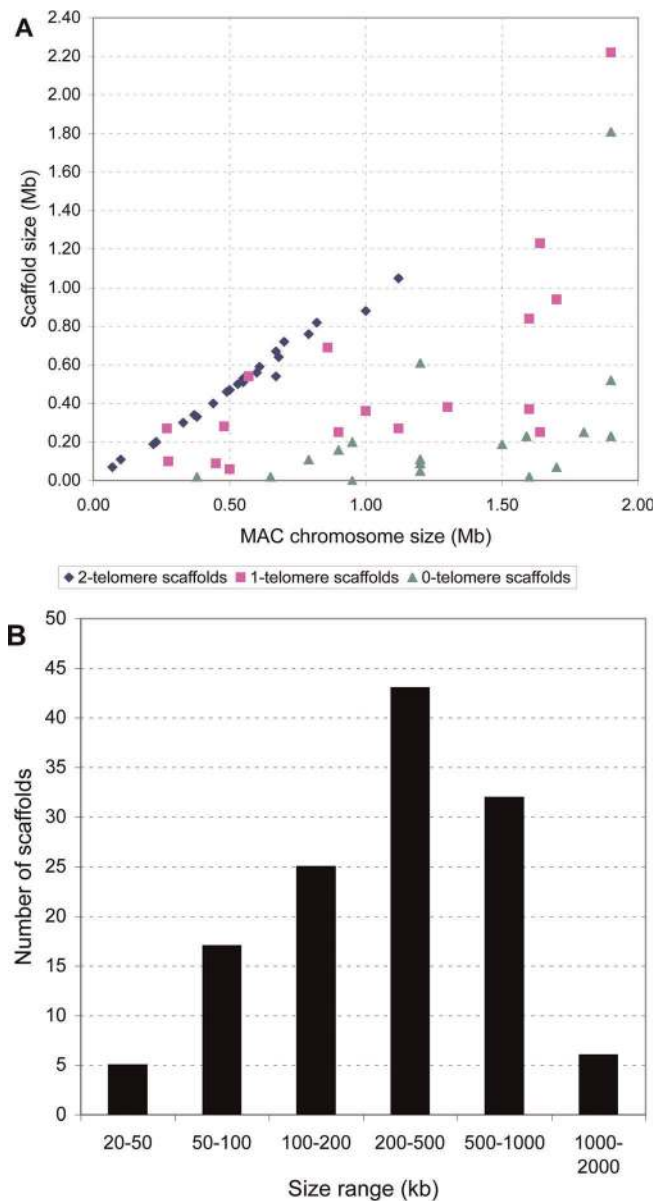 A
2.40
2.20
2.00
1.80
1.60
1.40
1.20
1.00
0.80
0.60
0.40
0.20
0.00
Scaffold size (Mb)
0.00 0.50 1.00 1.50 2.00
MAC chromosome size (Mb)
2-telomere scaffolds 1-telomere scaffolds 0-telomere scaffolds
B
50
45
40
35
30
25
20
15
10
5
0
Number of scaffolds
20-50 50-100 100-200 200-500 500-1000 1000-
2000
Size range (kb)